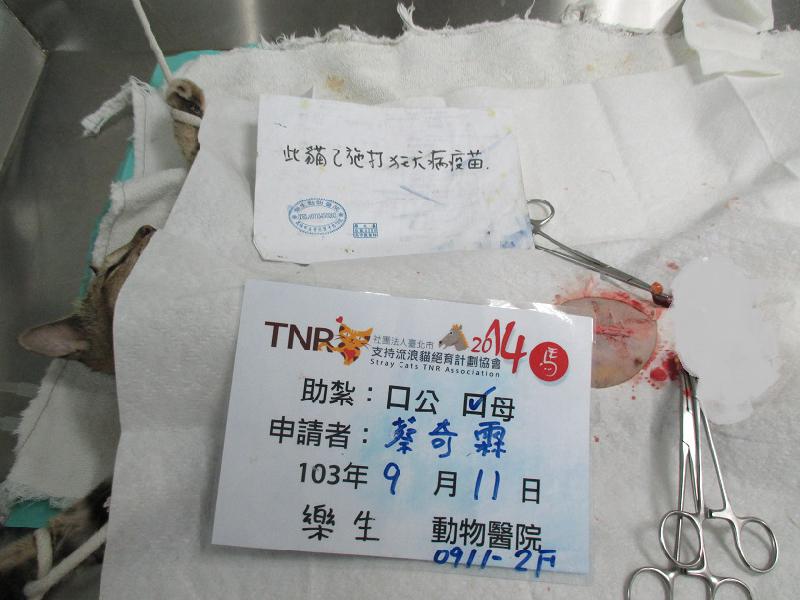 此貓已施打狂犬病疫苗.
TNR 社團法人臺北市 2014
支持流浪貓絕育計劃協會 馬
Stray Cats TNR Association
助紮：口公 口母
申請者：蔡奇霖
103年 9 月 11 日
樂生 動物醫院
0911-2F